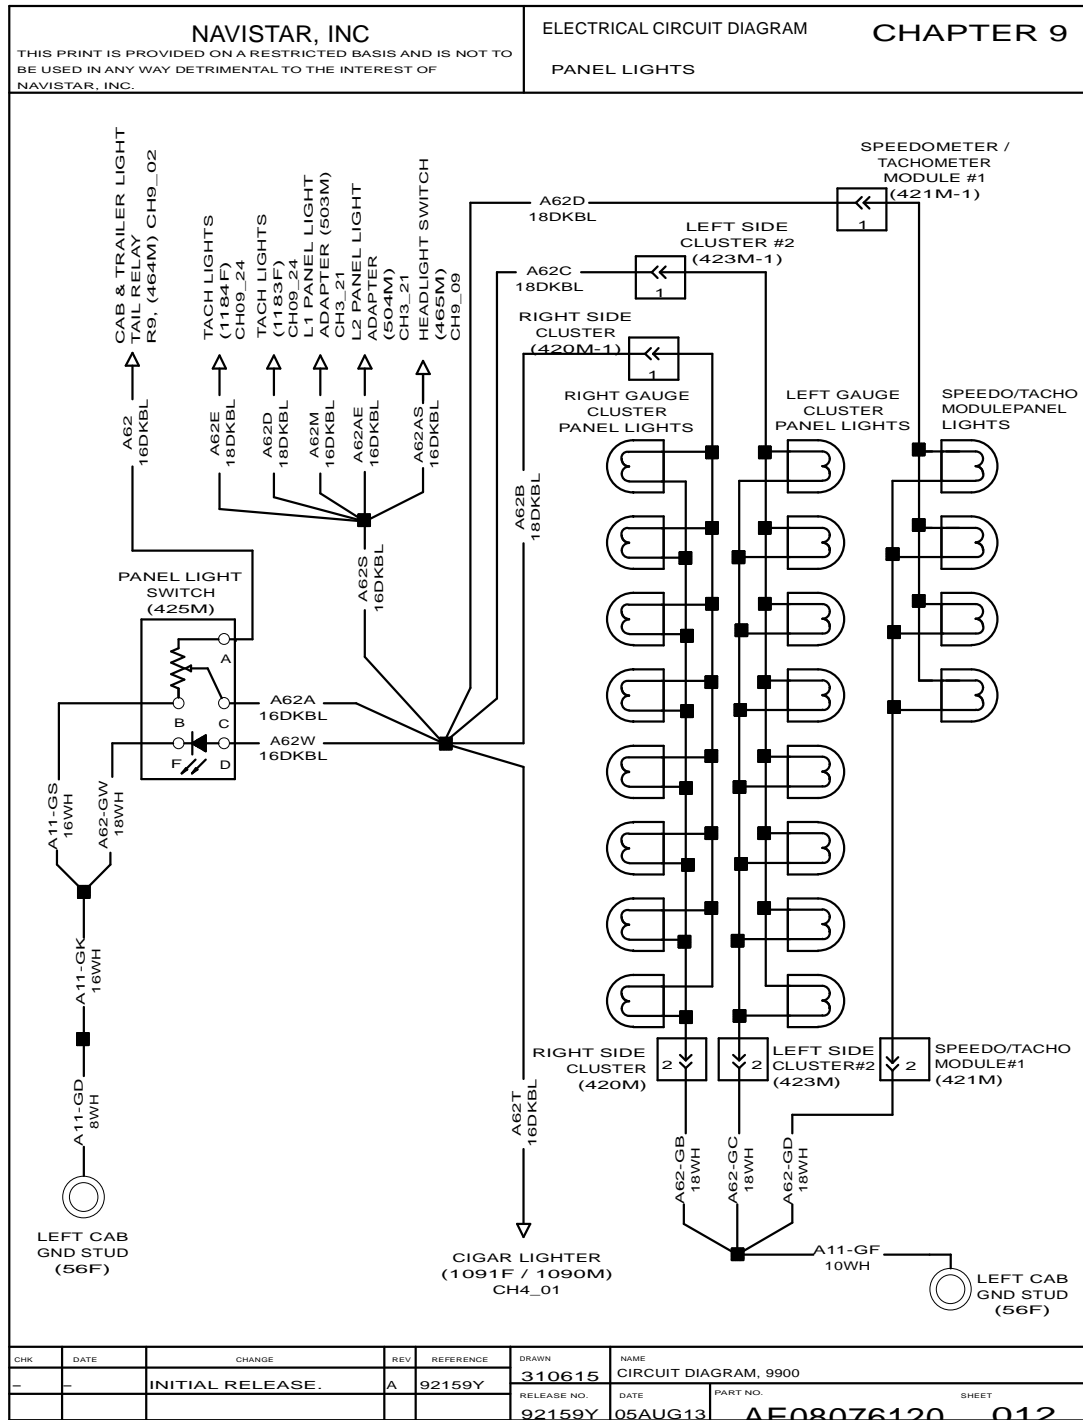 NAVISTAR, INC
THIS PRINT IS PROVIDED ON A RESTRICTED BASIS AND IS NOT TO
BE USED IN ANY WAY DETRIMENTAL TO THE INTEREST OF
NAVISTAR, INC.
ELECTRICAL CIRCUIT DIAGRAM
CHAPTER 9
PANEL LIGHTS
CAB & TRAILER LIGHT
TAIL RELAY
R9, (464M) CH9_02
TACH LIGHTS
(1184F)
CH09_24
TACH LIGHTS
(1183F)
CH09_24
L1 PANEL LIGHT
ADAPTER (503M)
CH3_21
L2 PANEL LIGHT
ADAPTER
(504M)
CH3_21
HEADLIGHT SWITCH
(465M)
CH9_09
SPEEDOMETER /
TACHOMETER
MODULE #1
(421M-1)
A62D
18DKBL
1
LEFT SIDE
CLUSTER #2
(423M-1)
A62C
18DKBL
1
RIGHT SIDE
CLUSTER
(420M-1)
1
A62
16DKBL
A62E
18DKBL
A62D
18DKBL
A62M
16DKBL
A62AE
16DKBL
A62AS
16DKBL
A62B
18DKBL
RIGHT GAUGE
CLUSTER
PANEL LIGHTS
LEFT GAUGE
CLUSTER
PANEL LIGHTS
SPEEDO/TACHO
MODULEPANEL
LIGHTS
A62S
16DKBL
PANEL LIGHT
SWITCH
(425M)
A
B
C
F
D
A62A
16DKBL
A62W
16DKBL
A11-GS
16WH
A62-GW
18WH
A11-GK
16WH
A11-GD
8WH
LEFT CAB
GND STUD
(56F)
A62T
16DKBL
CIGAR LIGHTER
(1091F / 1090M)
CH4_01
RIGHT SIDE
CLUSTER
(420M)
2
2
LEFT SIDE
CLUSTER#2
(423M)
2
SPEEDO/TACHO
MODULE#1
(421M)
A62-GB
18WH
A62-GC
18WH
A62-GD
18WH
A11-GF
10WH
LEFT CAB
GND STUD
(56F)
CHK DATE CHANGE REV REFERENCE
– – INITIAL RELEASE. A 92159Y
DRAWN
310615
NAME
CIRCUIT DIAGRAM, 9900
RELEASE NO.
92159Y
DATE
05AUG13
PART NO.
AE08076120
SHEET
012